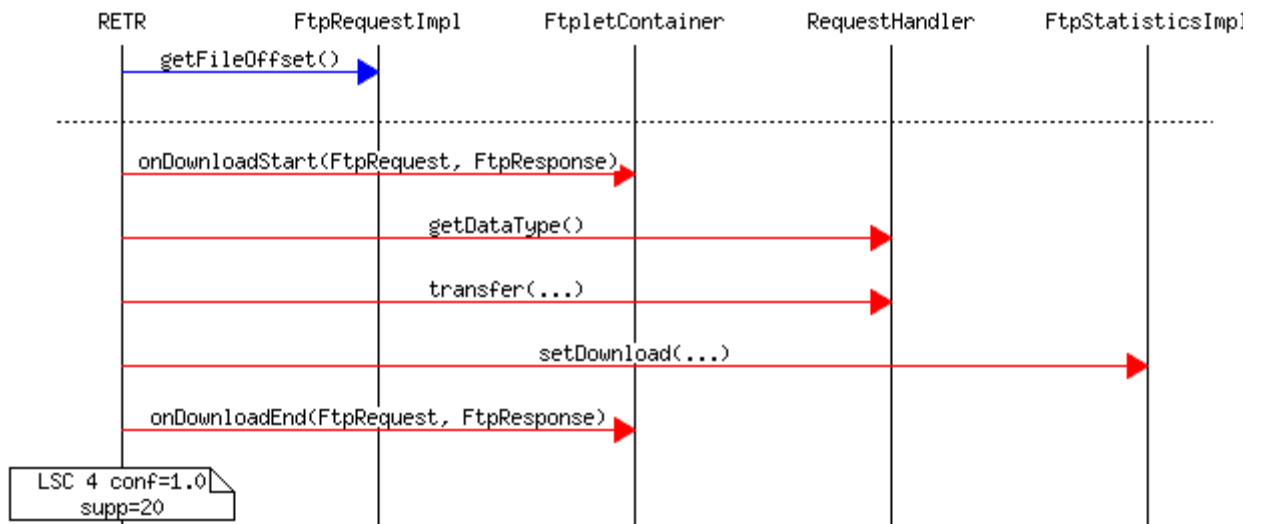 RETR FtpRequestImpl FtpletContainer RequestHandler FtpStatisticsImpl
getFileOffset()
onDownloadStart(FtpRequest, FtpResponse)
getDataType()
transfer(...)
setDownload(...)
onDownloadEnd(FtpRequest, FtpResponse)
LSC 4 conf=1.0
supp=20